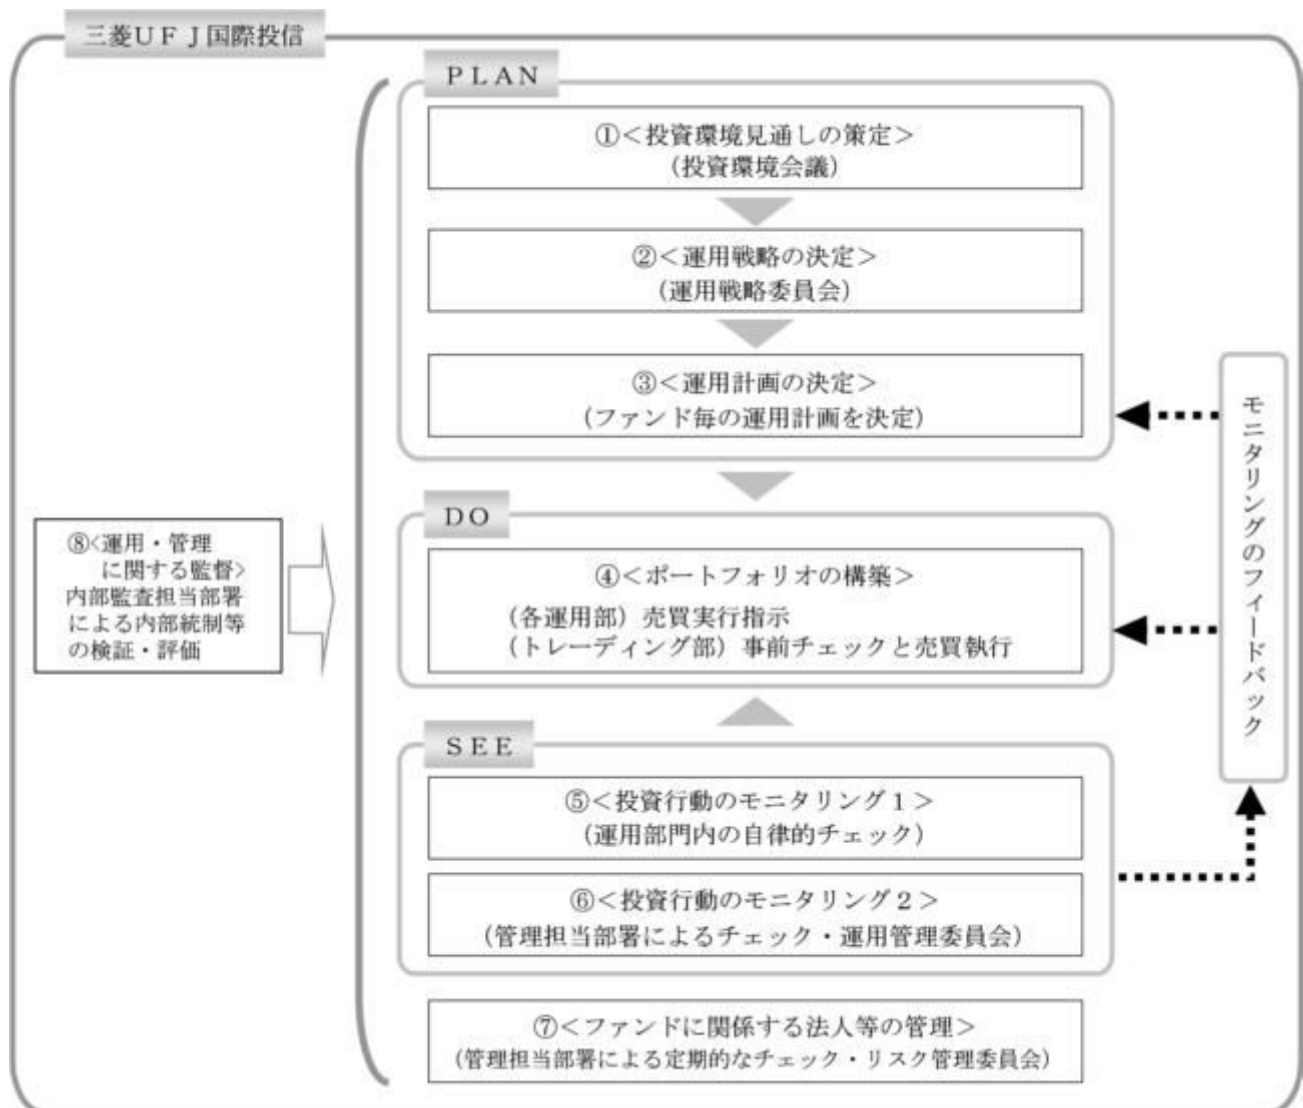 三菱UFJ国際投信
PLAN
①<投資環境見通しの策定>
(投資環境会議)
②<運用戦略の決定>
(運用戦略委員会)
③<運用計画の決定>
(ファンド毎の運用計画を決定)
DO
④<ポートフォリオの構築>
(各運用部) 売買実行指示
(トレーディング部) 事前チェックと売買執行
SEE
⑤<投資行動のモニタリング1>
(運用部門内の自律的チェック)
⑥<投資行動のモニタリング2>
(管理担当部署によるチェック・運用管理委員会)
⑦<ファンドに関係する法人等の管理>
(管理担当部署による定期的なチェック・リスク管理委員会)
⑧<運用・管理
に関する監督>
内部監査担当部署
による内部統制等
の検証・評価
モニタリングのフィードバック